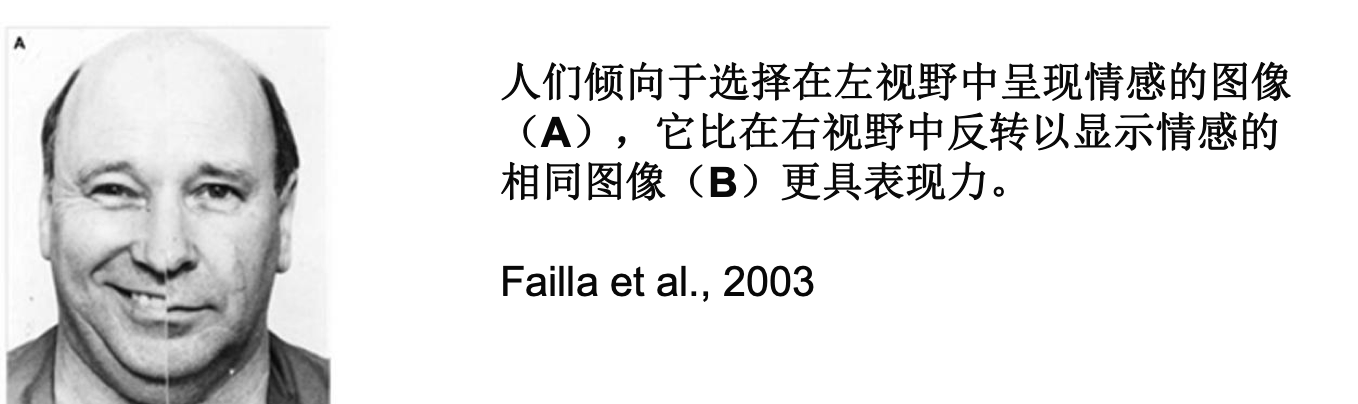 A
人们倾向于选择在左视野中呈现情感的图像
（A），它比在右视野中反转以显示情感的
相同图像（B）更具表现力。
Failla et al., 2003